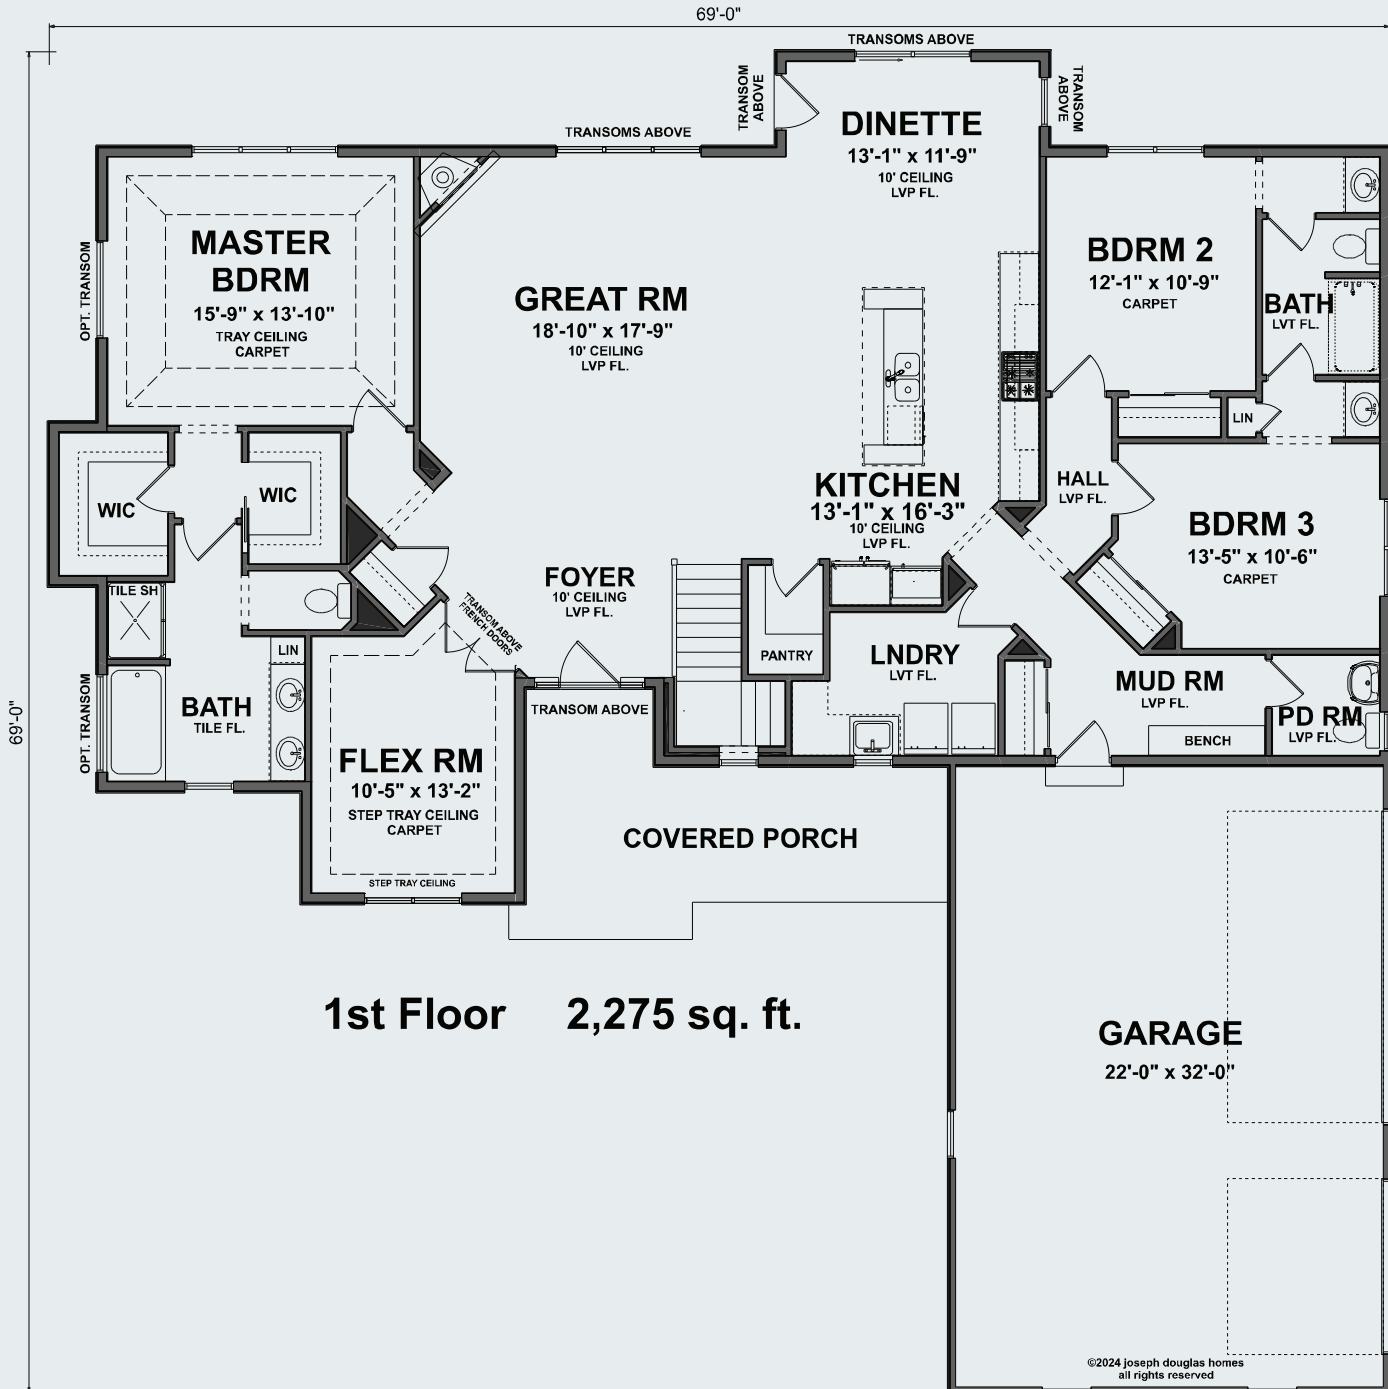 69'-0"
TRANSOMS ABOVE
TRANSOM
ABOVE
TRANSOM
ABOVE
TRANSOMS ABOVE
DINETTE
13'-1" x 11'-9"
10' CEILING
LVP FL.
MASTER
BDRM
15'-9" x 13'-10"
TRAY CEILING
CARPET
OPT. TRANSOM
GREAT RM
18'-10" x 17'-9"
10' CEILING
LVP FL.
BDRM 2
12'-1" x 10'-9"
CARPET
BATH
LVT FL.
LIN
KITCHEN
13'-1" x 16'-3"
10' CEILING
LVP FL.
HALL
LVP FL.
WIC
WIC
BDRM 3
13'-5" x 10'-6"
CARPET
FOYER
10' CEILING
LVP FL.
TILE SH
TRANSOM ABOVE
FRENCH DOORS
LIN
PANTRY
LNDRY
LVT FL.
MUD RM
LVP FL.
BENCH
PD RM
LVP FL.
69'-0"
OPT. TRANSOM
BATH
TILE FL.
TRANSOM ABOVE
FLEX RM
10'-5" x 13'-2"
STEP TRAY CEILING
CARPET
STEP TRAY CEILING
COVERED PORCH
1st Floor 2,275 sq. ft.
GARAGE
22'-0" x 32'-0"
©2024 joseph douglas homes
all rights reserved